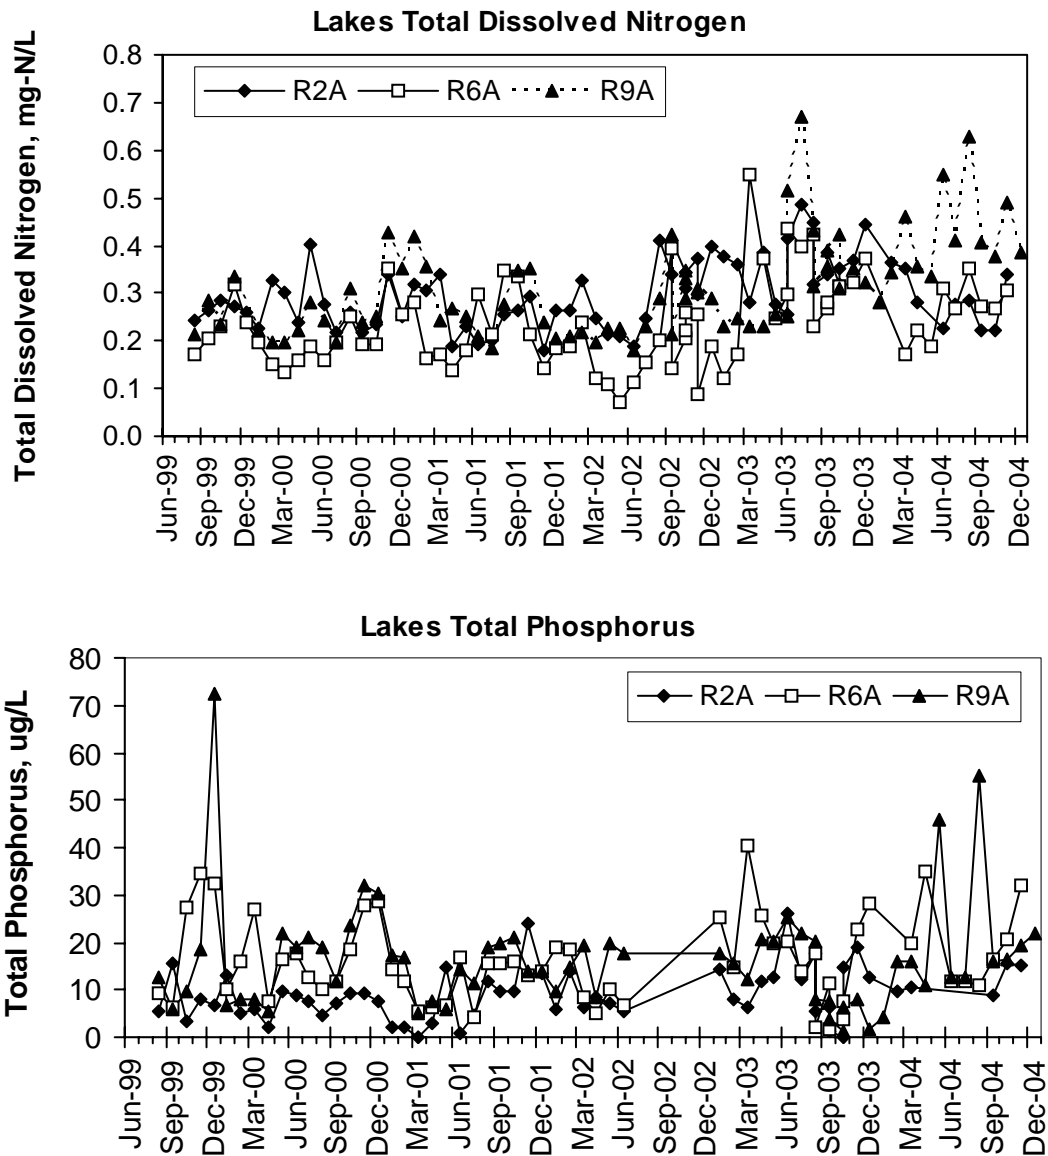 Lakes Total Dissolved Nitrogen
Total Dissolved Nitrogen, mg-N/L
0.8
0.7
0.6
0.5
0.4
0.3
0.2
0.1
0.0
R2A R6A R9A
Jun-99 Sep-99 Dec-99 Mar-00 Jun-00 Sep-00 Dec-00 Mar-01 Jun-01 Sep-01 Dec-01 Mar-02 Jun-02 Sep-02 Dec-02 Mar-03 Jun-03 Sep-03 Dec-03 Mar-04 Jun-04 Sep-04 Dec-04
Lakes Total Phosphorus
Total Phosphorus, ug/L
80
70
60
50
40
30
20
10
0
R2A R6A R9A
Jun-99 Sep-99 Dec-99 Mar-00 Jun-00 Sep-00 Dec-00 Mar-01 Jun-01 Sep-01 Dec-01 Mar-02 Jun-02 Sep-02 Dec-02 Mar-03 Jun-03 Sep-03 Dec-03 Mar-04 Jun-04 Sep-04 Dec-04